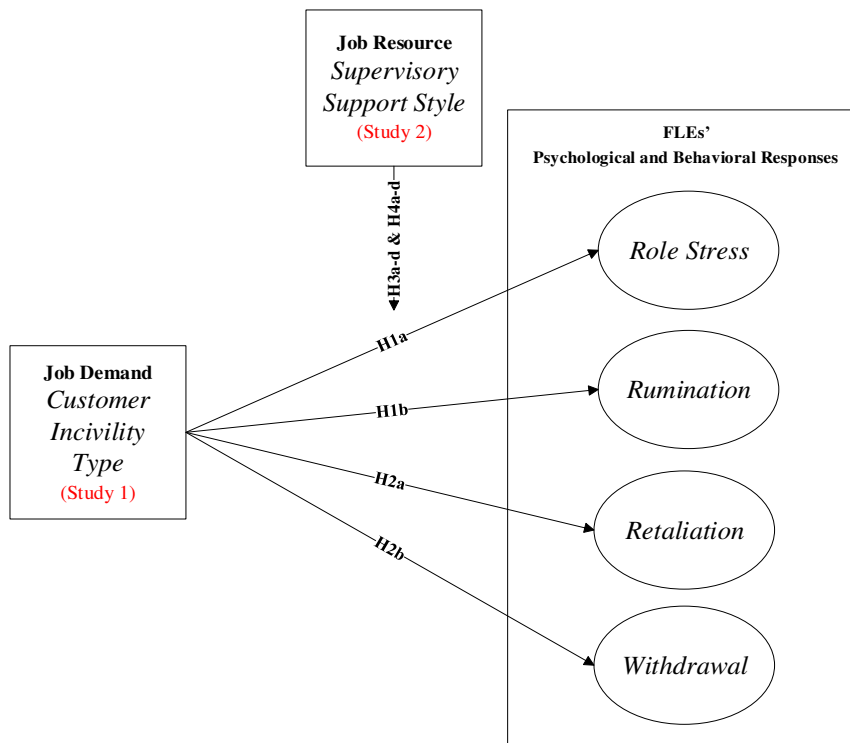 Job Resource
Supervisory
Support Style
(Study 2)
FLEs’
Psychological and Behavioral Responses
H3a-d & H4a-d
Role Stress
H1a
Job Demand
Customer
Incivility
Type
(Study 1)
H1b
Rumination
H2a
Retaliation
H2b
Withdrawal